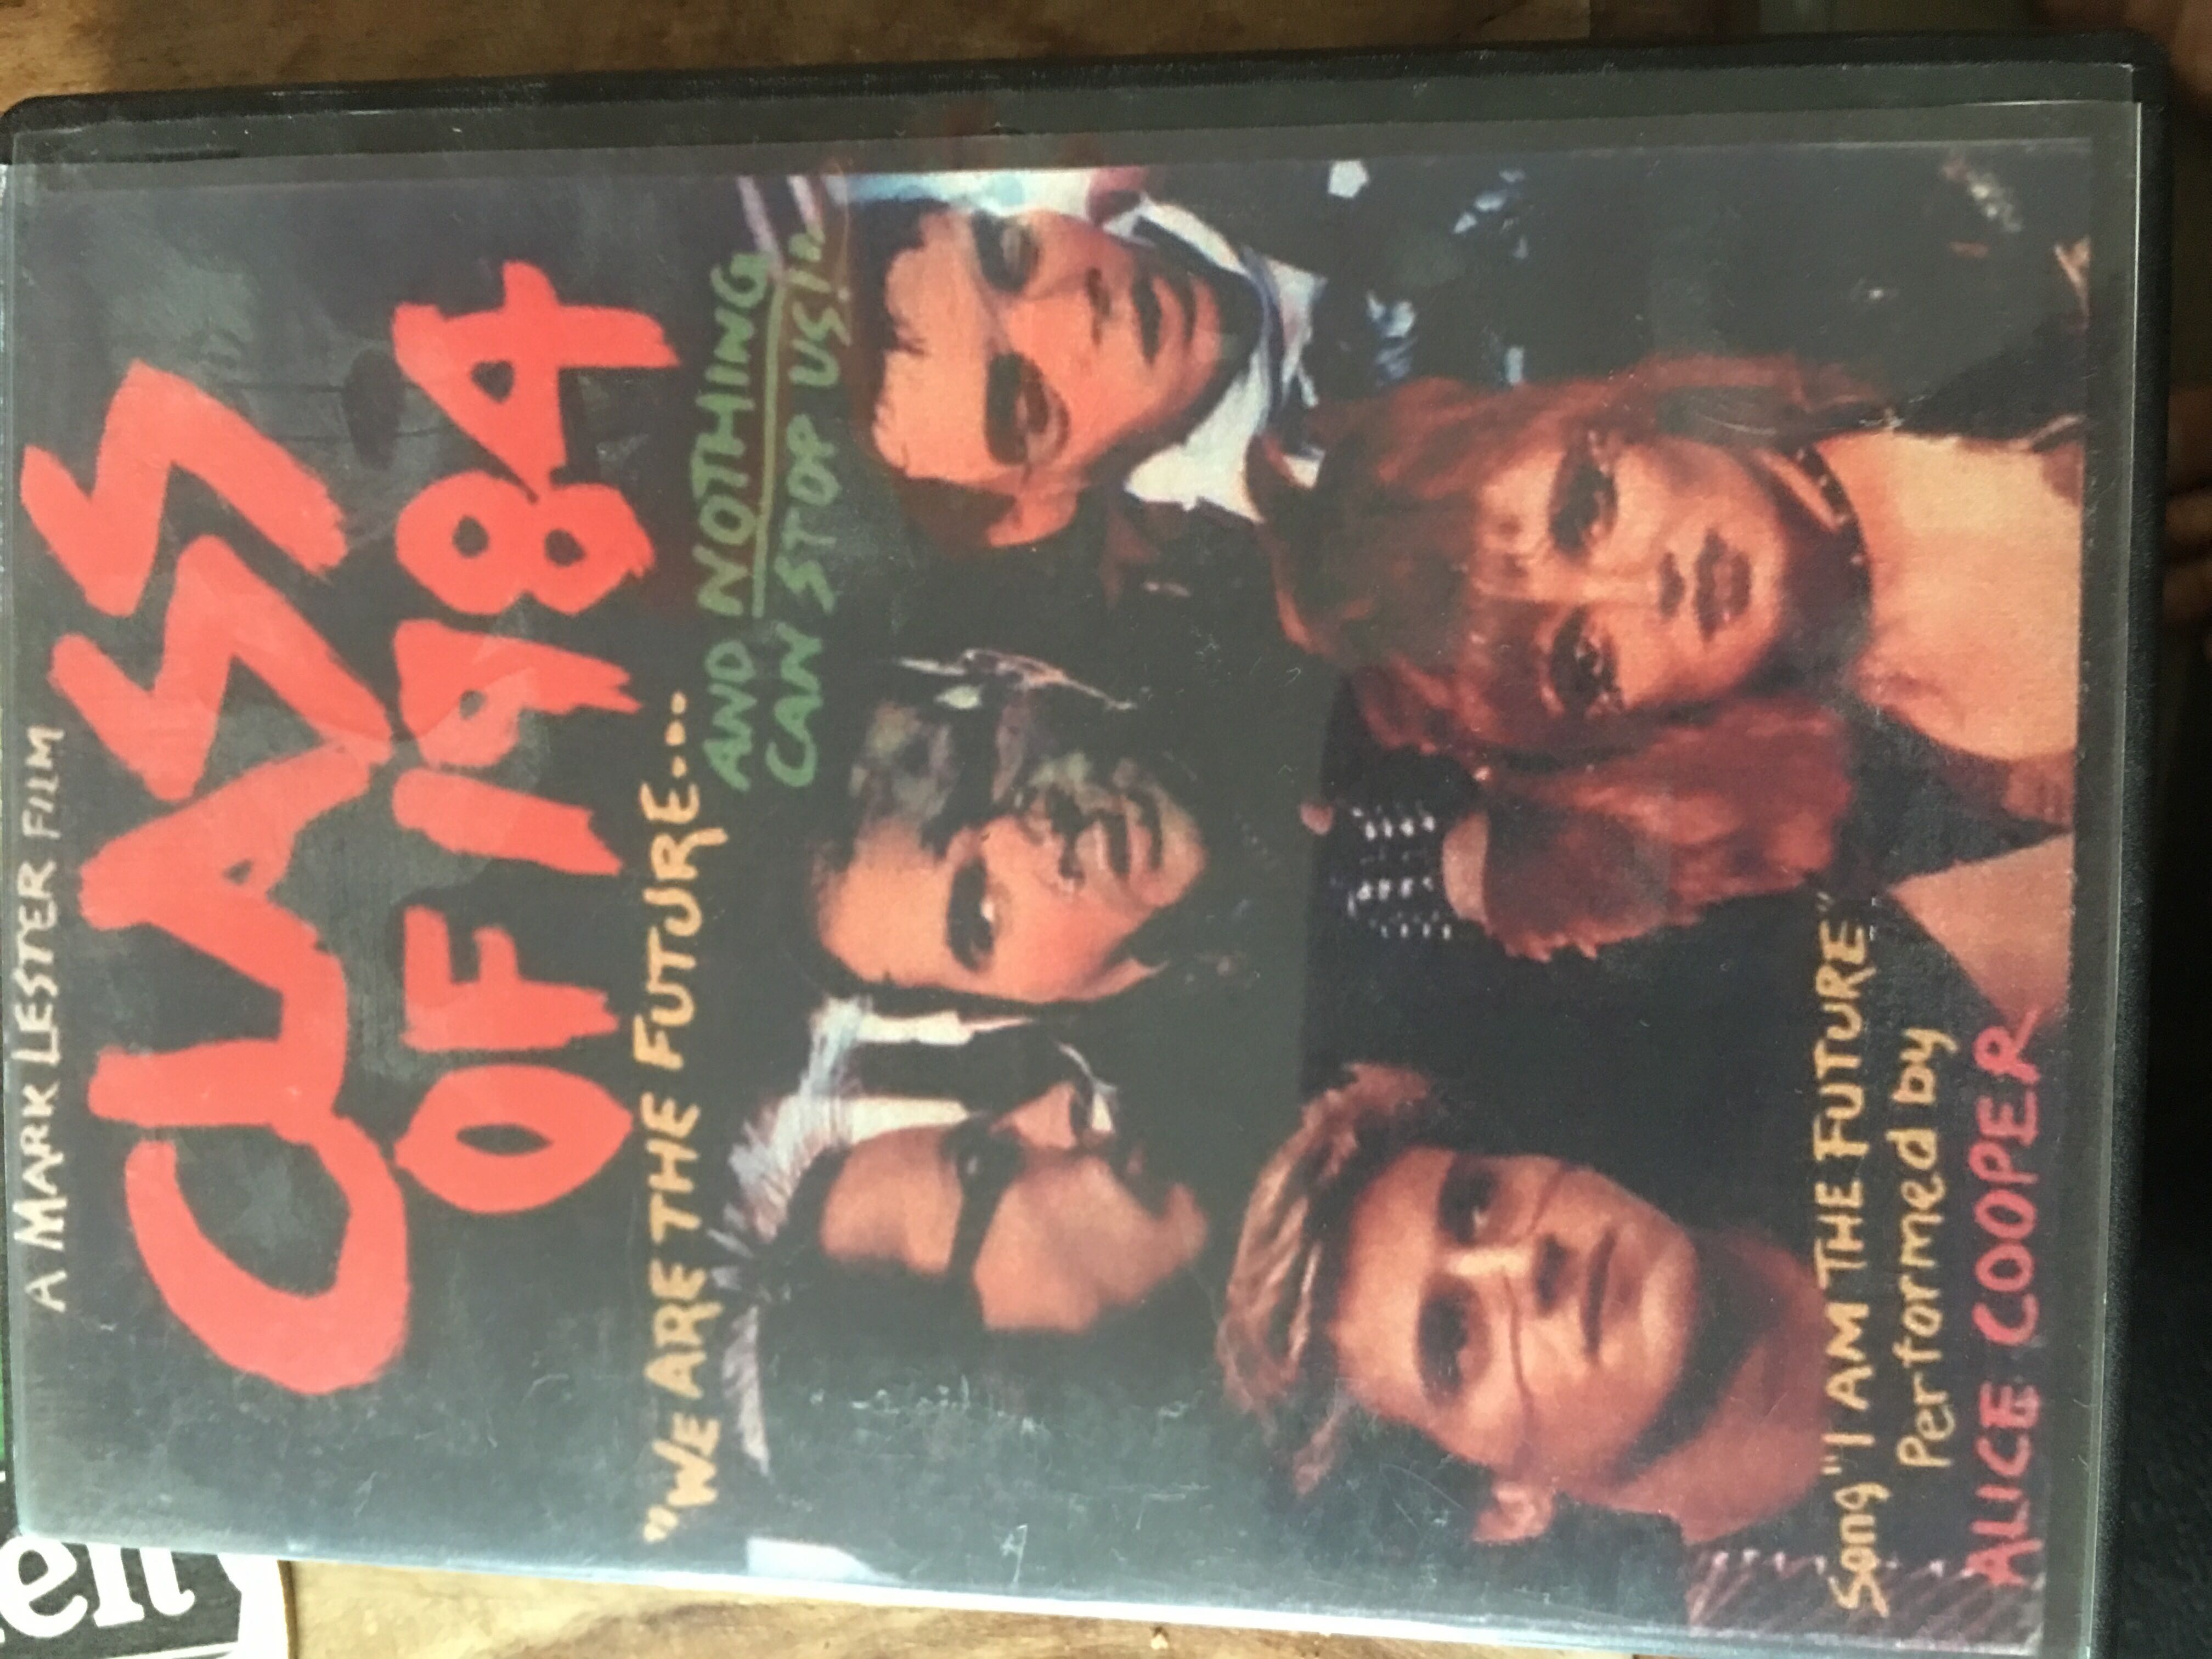 A MARK LESTER FILM
CLASS
OF 1984
"WE ARE THE FUTURE...
AND NOTHING
CAN STOP US!"
Song "I AM THE FUTURE"
Performed by
ALICE COOPER